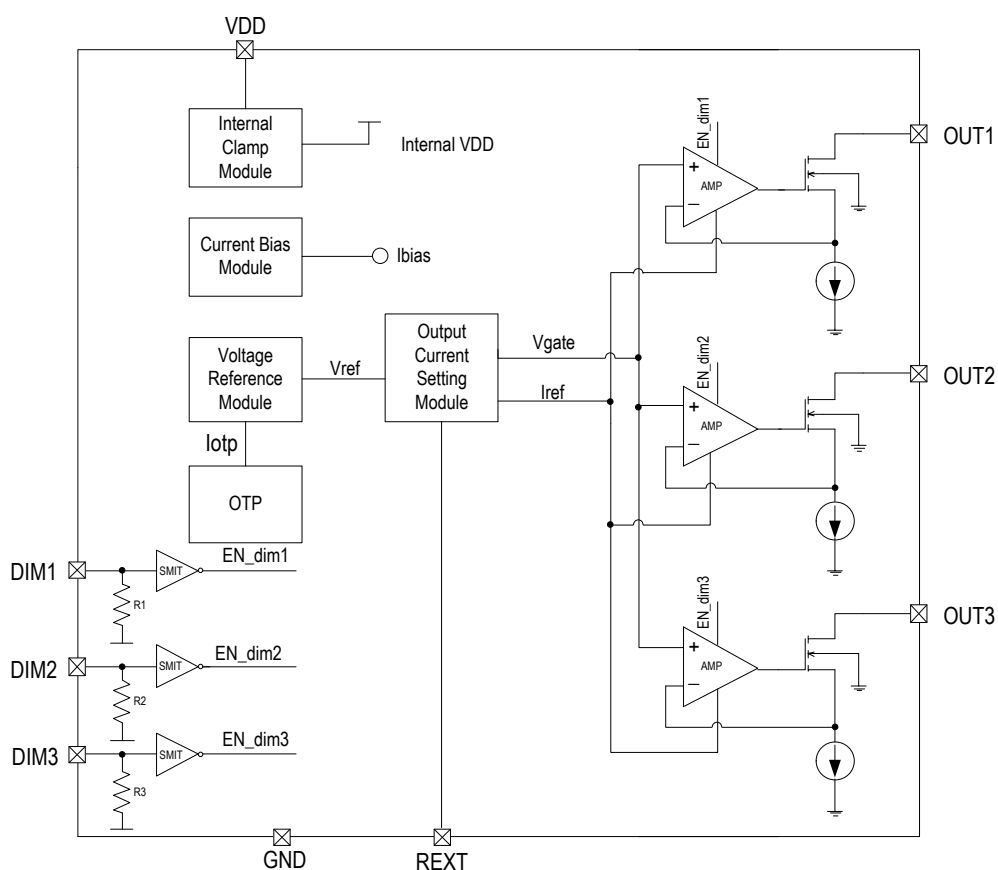 VDD
Internal
Clamp
Module
Internal VDD
EN_dim1
+
AMP
−
OUT1
Current Bias
Module
Ibias
Voltage
Reference
Module
Vref
Output
Current
Setting
Module
Vgate
Iref
EN_dim2
+
AMP
−
OUT2
Iotp
OTP
DIM1
SMIT
EN_dim1
R1
EN_dim3
+
AMP
−
OUT3
DIM2
SMIT
EN_dim2
R2
DIM3
SMIT
EN_dim3
R3
GND
REXT